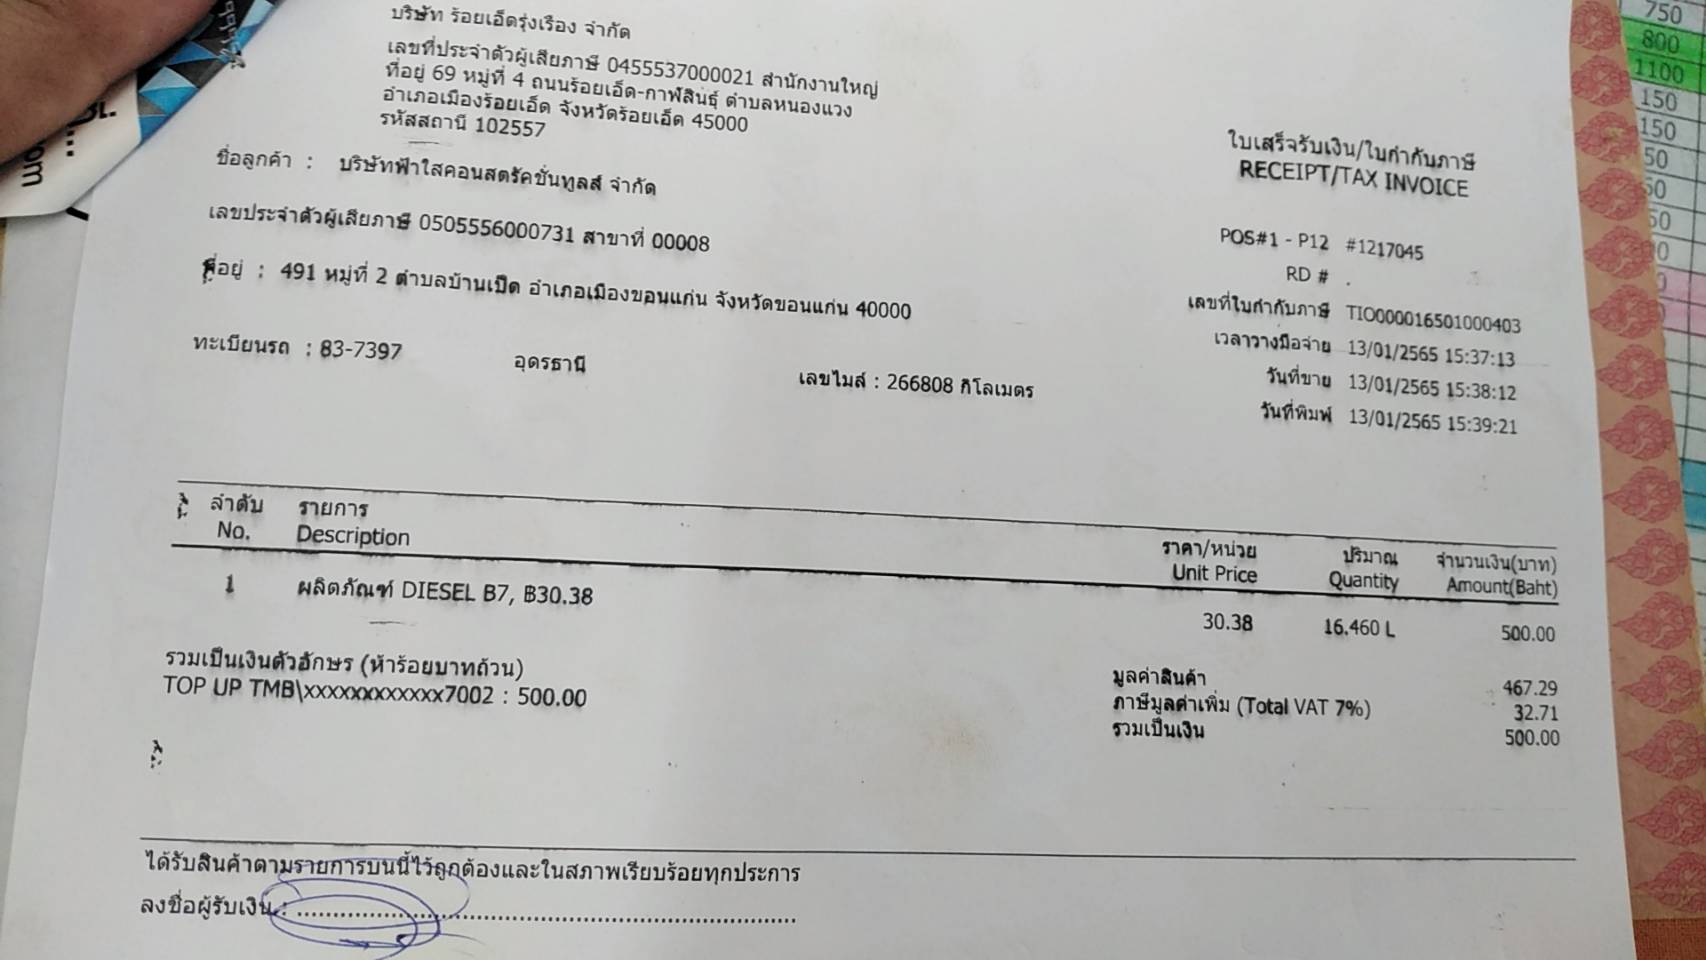 บริษัท ร้อยเอ็ดรุ่งเรือง จำกัด
เลขที่ประจำตัวผู้เสียภาษี 0455537000021 สำนักงานใหญ่
ที่อยู่ 69 หมู่ที่ 4 ถนนร้อยเอ็ด-กาฬสินธุ์ ตำบลหนองแวง
อำเภอเมืองร้อยเอ็ด จังหวัดร้อยเอ็ด 45000
รหัสสถานี 102557
ใบเสร็จรับเงิน/ใบกำกับภาษี
RECEIPT/TAX INVOICE
ชื่อลูกค้า : บริษัทฟ้าใสคอนสตรัคชั่นทูลส์ จำกัด
เลขประจำตัวผู้เสียภาษี 0505556000731 สาขาที่ 00008
ที่อยู่ : 491 หมู่ที่ 2 ตำบลบ้านเป็ด อำเภอเมืองขอนแก่น จังหวัดขอนแก่น 40000
ทะเบียนรถ : 83-7397 อุดรธานี เลขไมล์ : 266808 กิโลเมตร
POS#1 - P12 #1217045
RD # .
เลขที่ใบกำกับภาษี TIO000016501000403
เวลาวางมือจ่าย 13/01/2565 15:37:13
วันที่ขาย 13/01/2565 15:38:12
วันที่พิมพ์ 13/01/2565 15:39:21
ลำดับ รายการ ราคา/หน่วย ปริมาณ จำนวนเงิน(บาท)
No. Description Unit Price Quantity Amount(Baht)
1 ผลิตภัณฑ์ DIESEL B7, ฿30.38 30.38 16.460 L 500.00
รวมเป็นเงินตัวอักษร (ห้าร้อยบาทถ้วน)
TOP UP TMB\xxxxxxxxxxxx7002 : 500.00
มูลค่าสินค้า 467.29
ภาษีมูลค่าเพิ่ม (Total VAT 7%) 32.71
รวมเป็นเงิน 500.00
ได้รับสินค้าตามรายการบนนี้ไว้ถูกต้องและในสภาพเรียบร้อยทุกประการ
ลงชื่อผู้รับเงิน : ......................................................................
750
800
1100
150
150